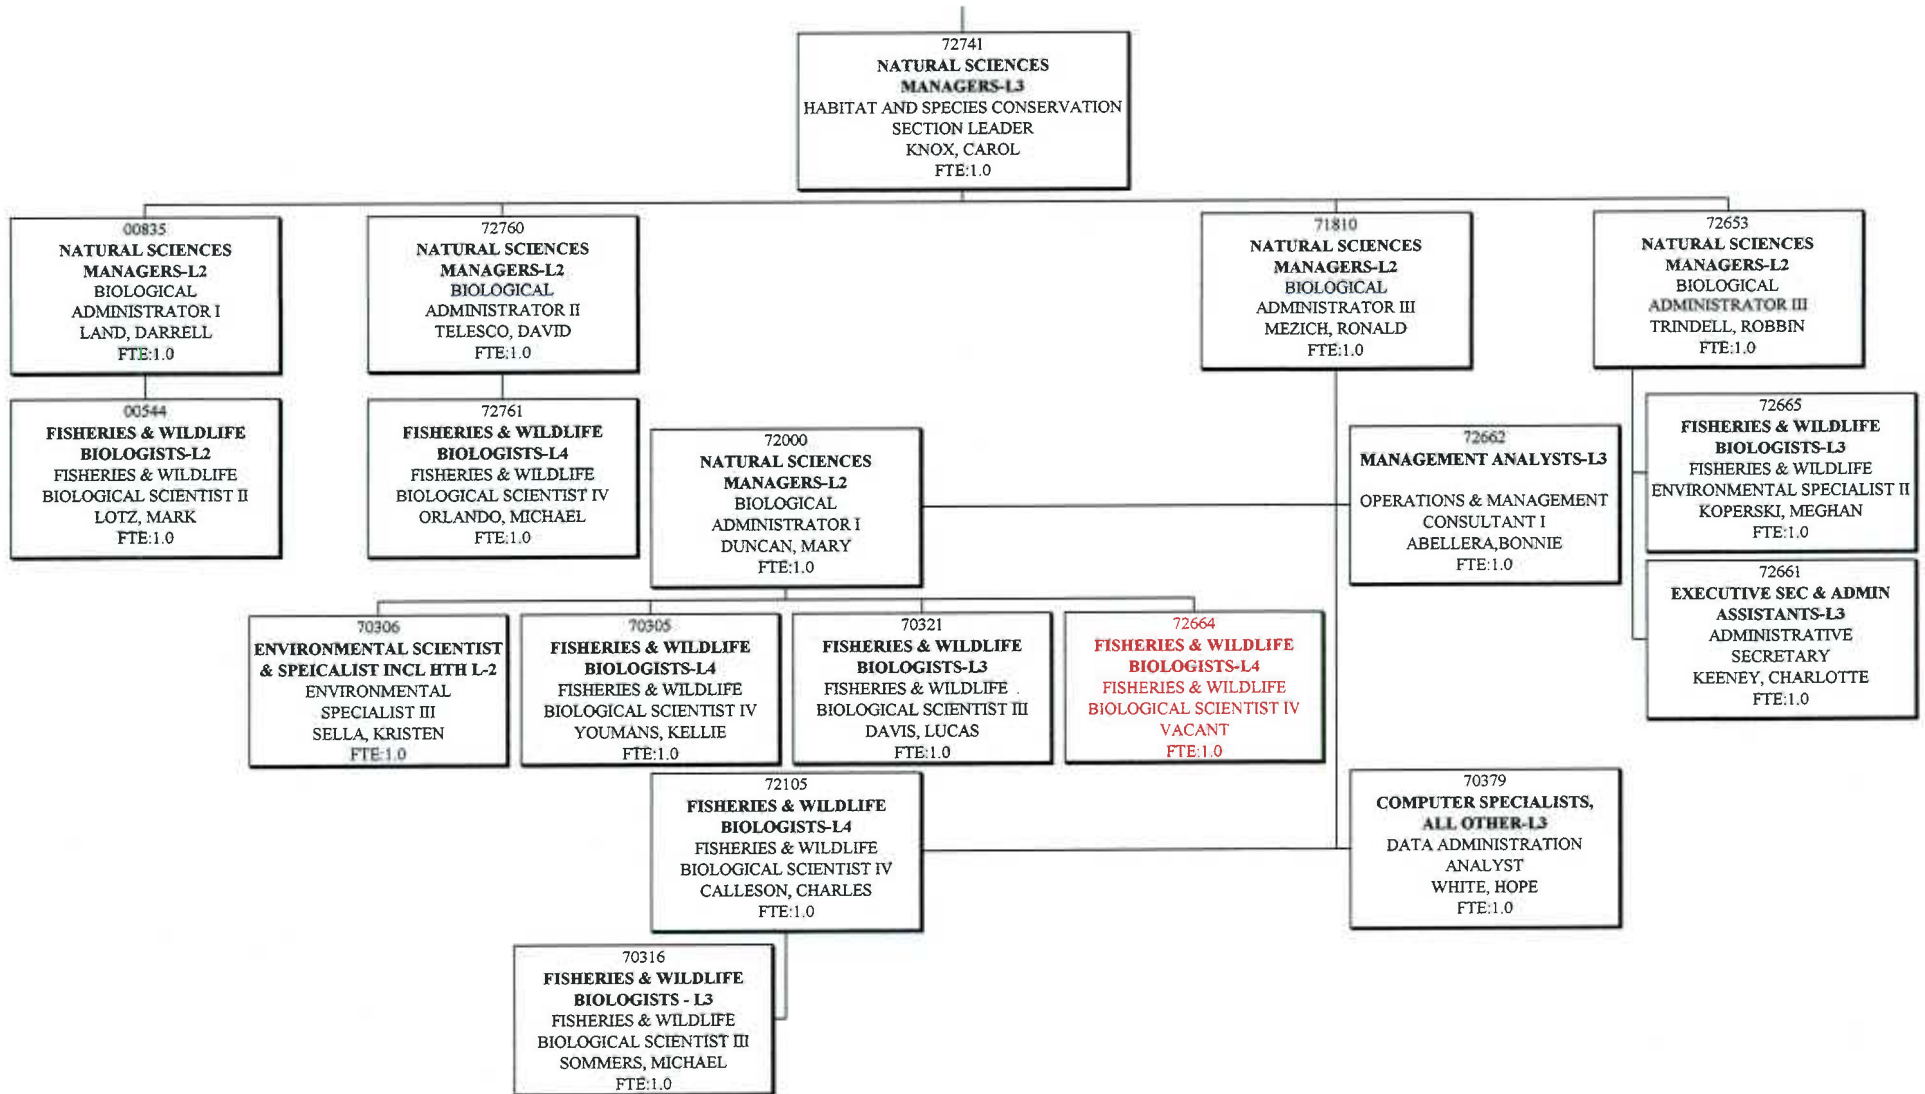 72741
NATURAL SCIENCES
MANAGERS-L3
HABITAT AND SPECIES CONSERVATION
SECTION LEADER
KNOX, CAROL
FTE:1.0
00835
NATURAL SCIENCES
MANAGERS-L2
BIOLOGICAL
ADMINISTRATOR I
LAND, DARRELL
FTE:1.0
72760
NATURAL SCIENCES
MANAGERS-L2
BIOLOGICAL
ADMINISTRATOR II
TELESCO, DAVID
FTE:1.0
71810
NATURAL SCIENCES
MANAGERS-L2
BIOLOGICAL
ADMINISTRATOR III
MEZICH, RONALD
FTE:1.0
72653
NATURAL SCIENCES
MANAGERS-L2
BIOLOGICAL
ADMINISTRATOR III
TRINDELL, ROBBIN
FTE:1.0
00544
FISHERIES & WILDLIFE
BIOLOGISTS-L2
FISHERIES & WILDLIFE
BIOLOGICAL SCIENTIST II
LOTZ, MARK
FTE:1.0
72761
FISHERIES & WILDLIFE
BIOLOGISTS-L4
FISHERIES & WILDLIFE
BIOLOGICAL SCIENTIST IV
ORLANDO, MICHAEL
FTE:1.0
72000
NATURAL SCIENCES
MANAGERS-L2
BIOLOGICAL
ADMINISTRATOR I
DUNCAN, MARY
FTE:1.0
72662
MANAGEMENT ANALYSTS-L3
OPERATIONS & MANAGEMENT
CONSULTANT I
ABELLERA,BONNIE
FTE:1.0
72665
FISHERIES & WILDLIFE
BIOLOGISTS-L3
FISHERIES & WILDLIFE
ENVIRONMENTAL SPECIALIST II
KOPERSKI, MEGHAN
FTE:1.0
72661
EXECUTIVE SEC & ADMIN
ASSISTANTS-L3
ADMINISTRATIVE
SECRETARY
KEENEY, CHARLOTTE
FTE:1.0
70306
ENVIRONMENTAL SCIENTIST
& SPEICALIST INCL HTH L-2
ENVIRONMENTAL
SPECIALIST III
SELLA, KRISTEN
FTE:1.0
70305
FISHERIES & WILDLIFE
BIOLOGISTS-L4
FISHERIES & WILDLIFE
BIOLOGICAL SCIENTIST IV
YOUMANS, KELLIE
FTE:1.0
70321
FISHERIES & WILDLIFE
BIOLOGISTS-L3
FISHERIES & WILDLIFE
BIOLOGICAL SCIENTIST III
DAVIS, LUCAS
FTE:1.0
72664
FISHERIES & WILDLIFE
BIOLOGISTS-L4
FISHERIES & WILDLIFE
BIOLOGICAL SCIENTIST IV
VACANT
FTE:1.0
72105
FISHERIES & WILDLIFE
BIOLOGISTS-L4
FISHERIES & WILDLIFE
BIOLOGICAL SCIENTIST IV
CALLESON, CHARLES
FTE:1.0
70379
COMPUTER SPECIALISTS,
ALL OTHER-L3
DATA ADMINISTRATION
ANALYST
WHITE, HOPE
FTE:1.0
70316
FISHERIES & WILDLIFE
BIOLOGISTS - L3
FISHERIES & WILDLIFE
BIOLOGICAL SCIENTIST III
SOMMERS, MICHAEL
FTE:1.0